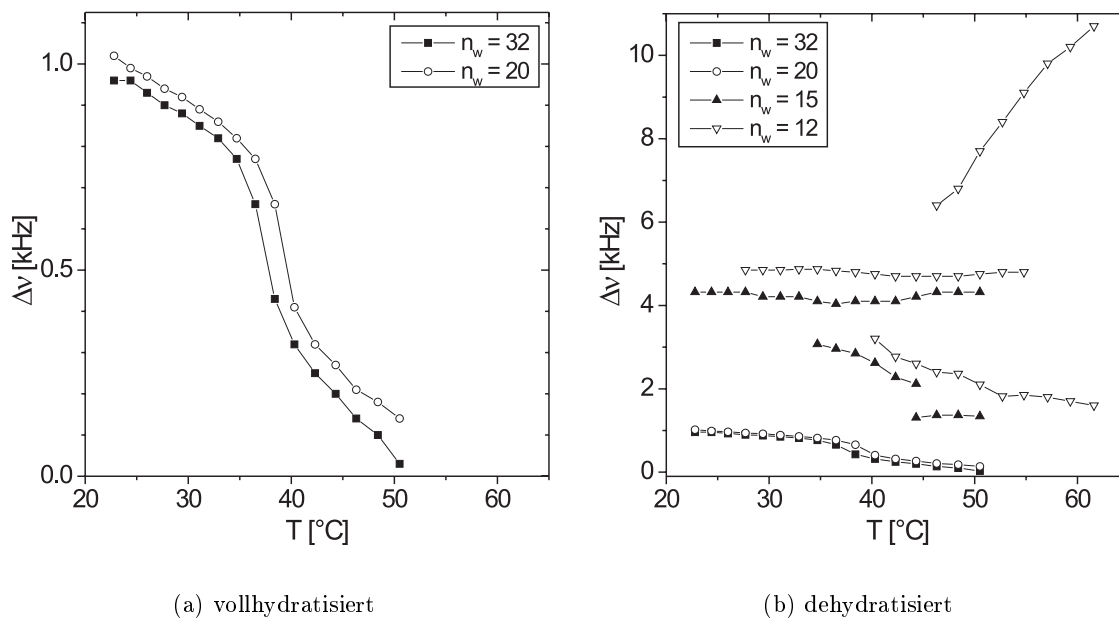 n_w = 32
n_w = 20
1.0
0.5
0.0
Δν [kHz]
20 30 40 50 60
T [°C]
(a) vollhydratisiert
n_w = 32
n_w = 20
n_w = 15
n_w = 12
10
8
6
4
2
0
Δν [kHz]
20 30 40 50 60
T [°C]
(b) dehydratisiert